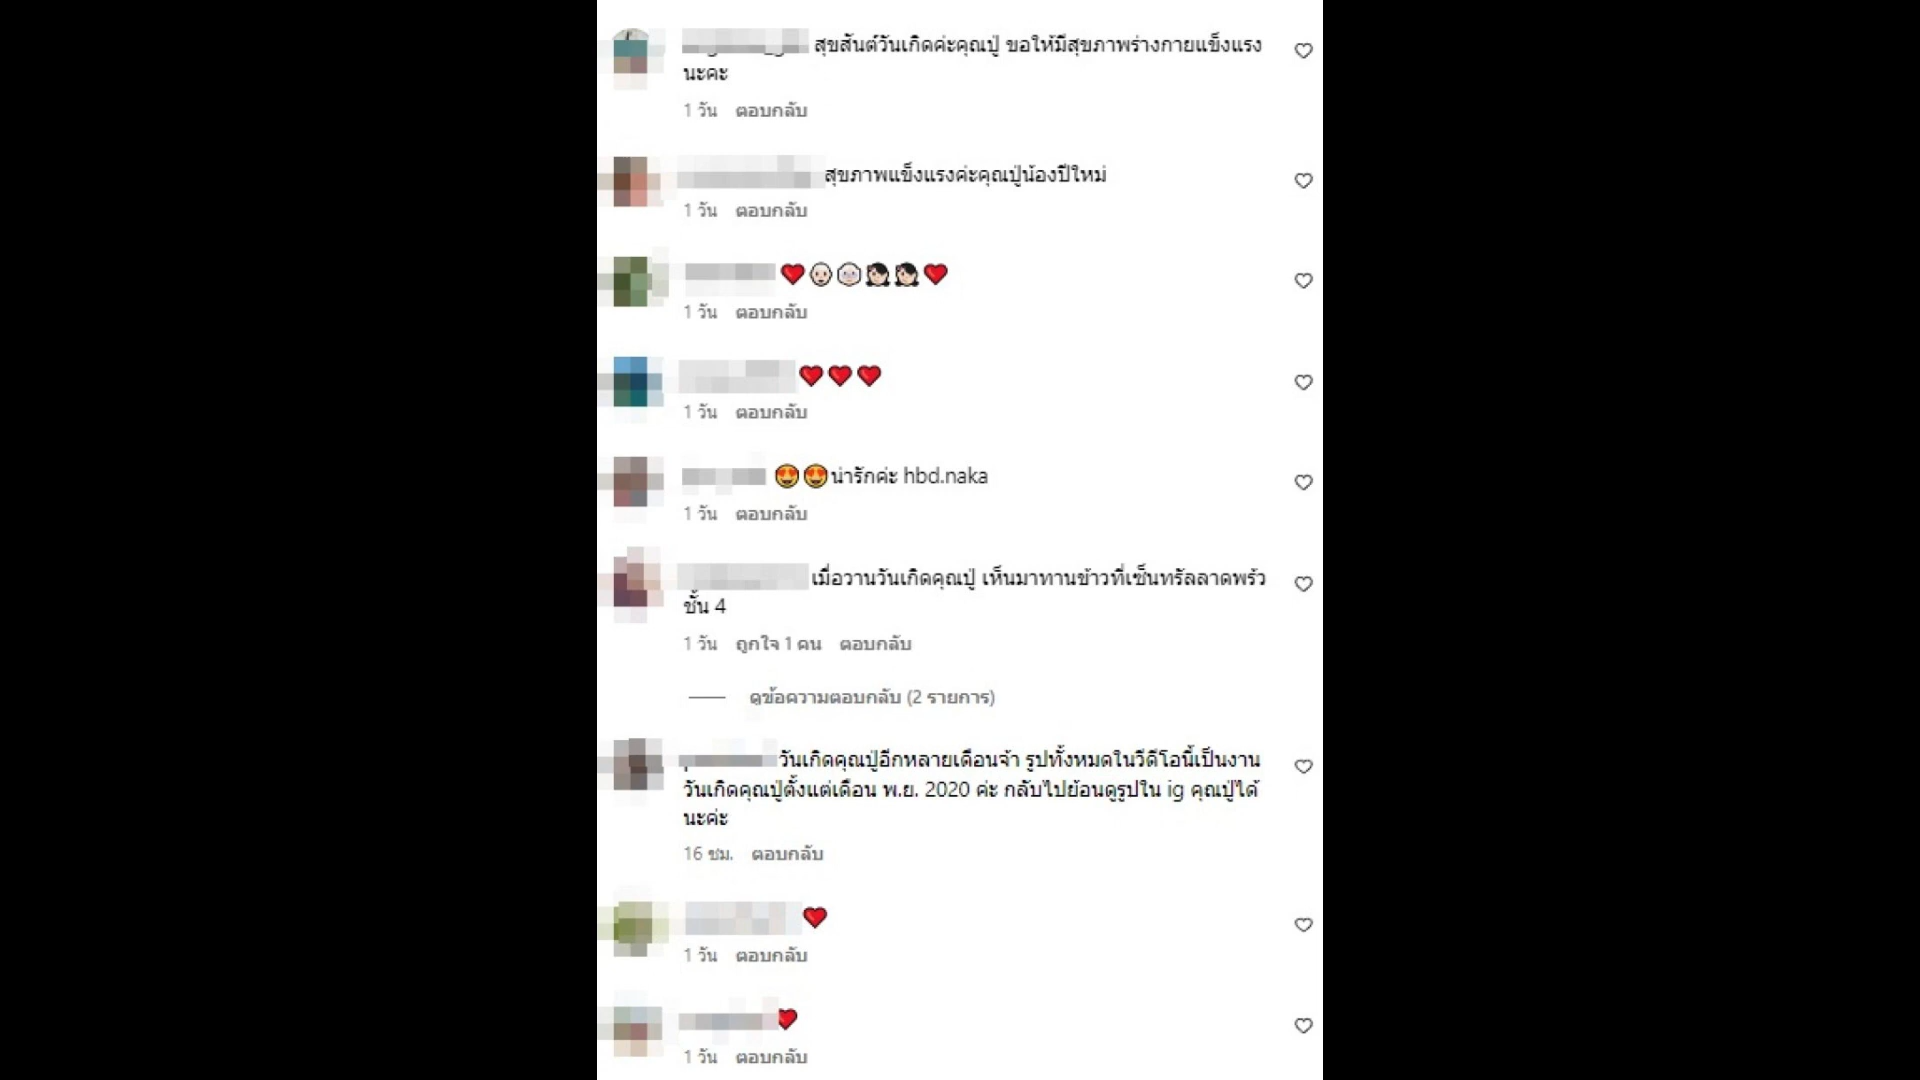 สุขสันต์วันเกิดค่ะคุณปู่ ขอให้มีสุขภาพร่างกายแข็งแรง
นะคะ
1 วัน ตอบกลับ
สุขภาพแข็งแรงค่ะคุณปู่น้องปีใหม่
1 วัน ตอบกลับ
❤️👴🏻👵🏻👧🏻👧🏻❤️
1 วัน ตอบกลับ
❤️❤️❤️
1 วัน ตอบกลับ
😍😍น่ารักค่ะ hbd.naka
1 วัน ตอบกลับ
เมื่อวานวันเกิดคุณปู่ เห็นมาทานข้าวที่เซ็นทรัลลาดพร้ว
ชั้น 4
1 วัน ถูกใจ 1 คน ตอบกลับ
ดูข้อความตอบกลับ (2 รายการ)
วันเกิดคุณปู่อีกหลายเดือนจ้า รูปทั้งหมดในวีดีโอนี้เป็นงาน
วันเกิดคุณปู่ตั้งแต่เดือน พ.ย. 2020 ค่ะ กลับไปย้อนดูรูปใน ig คุณปู่ได้
นะค่ะ
16 ชม. ตอบกลับ
❤️
1 วัน ตอบกลับ
❤️
1 วัน ตอบกลับ